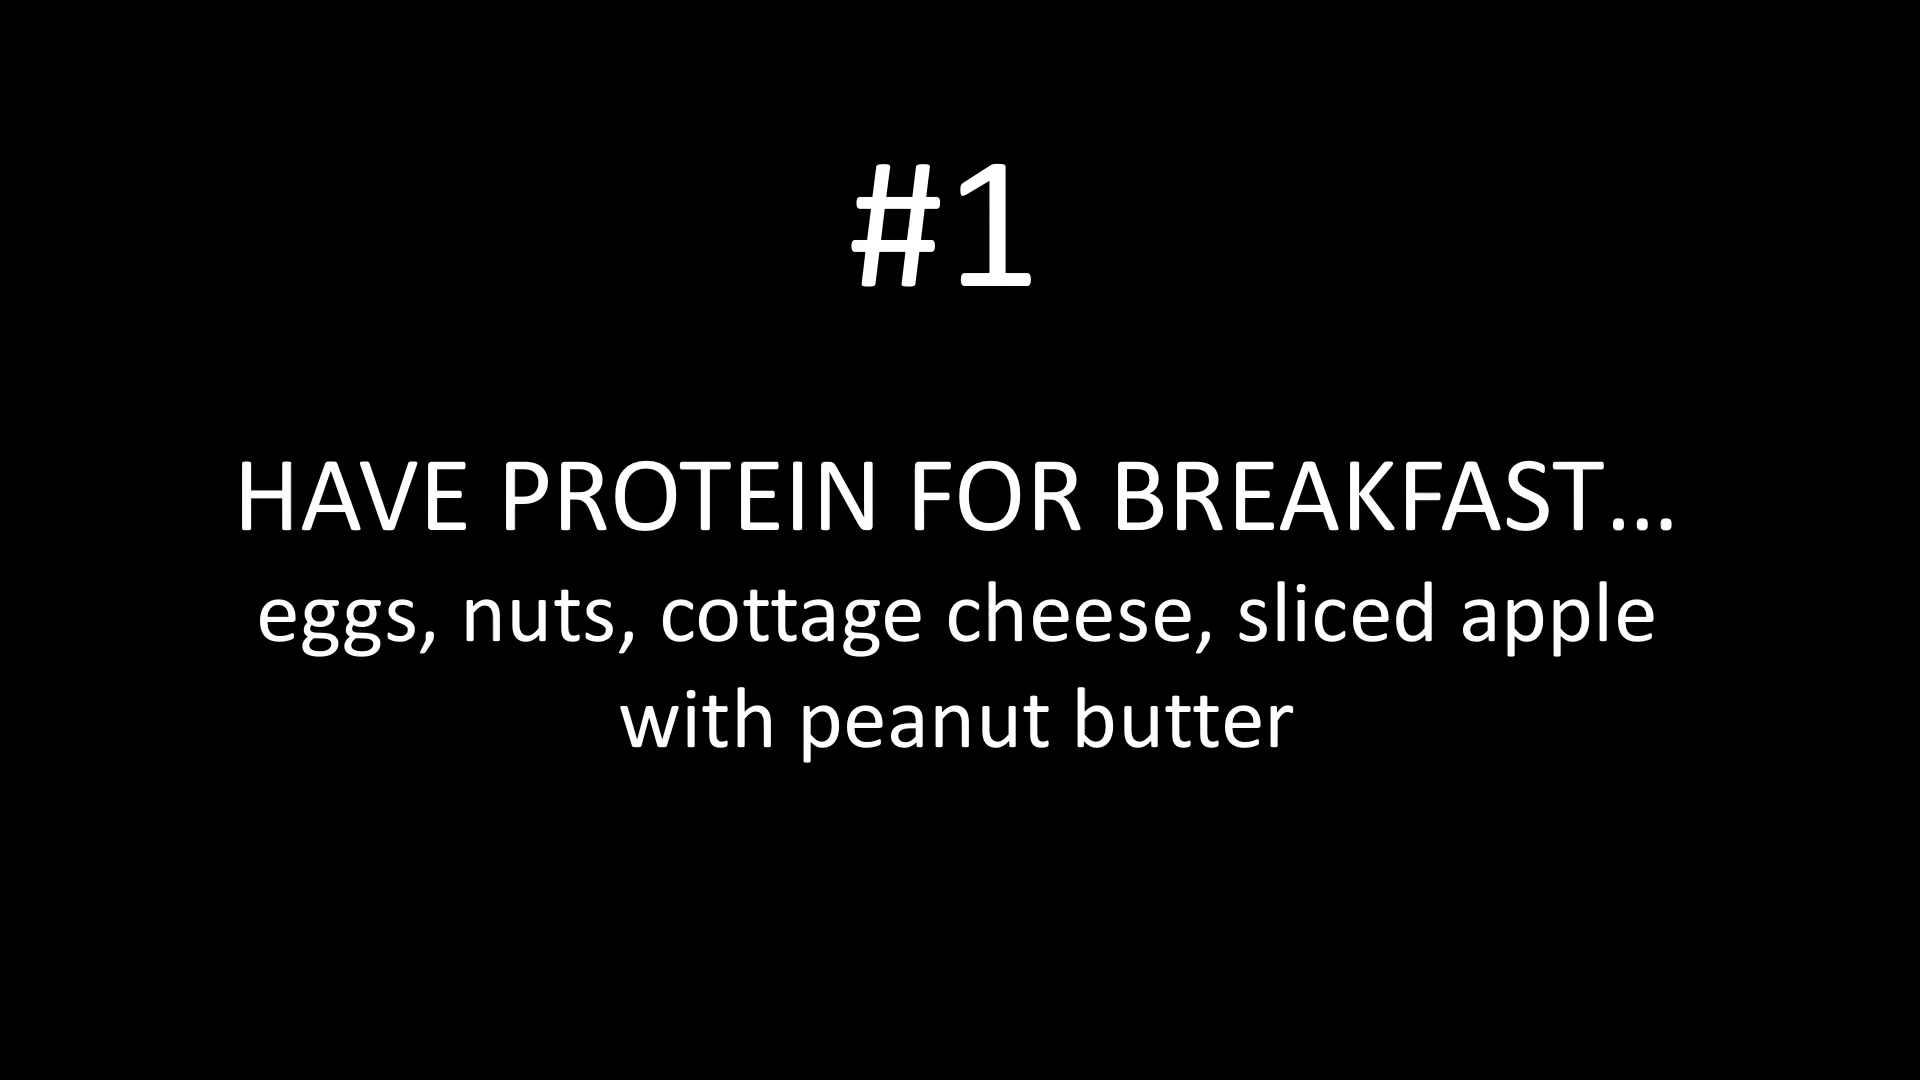 #1
HAVE PROTEIN FOR BREAKFAST...
eggs, nuts, cottage cheese, sliced apple
with peanut butter